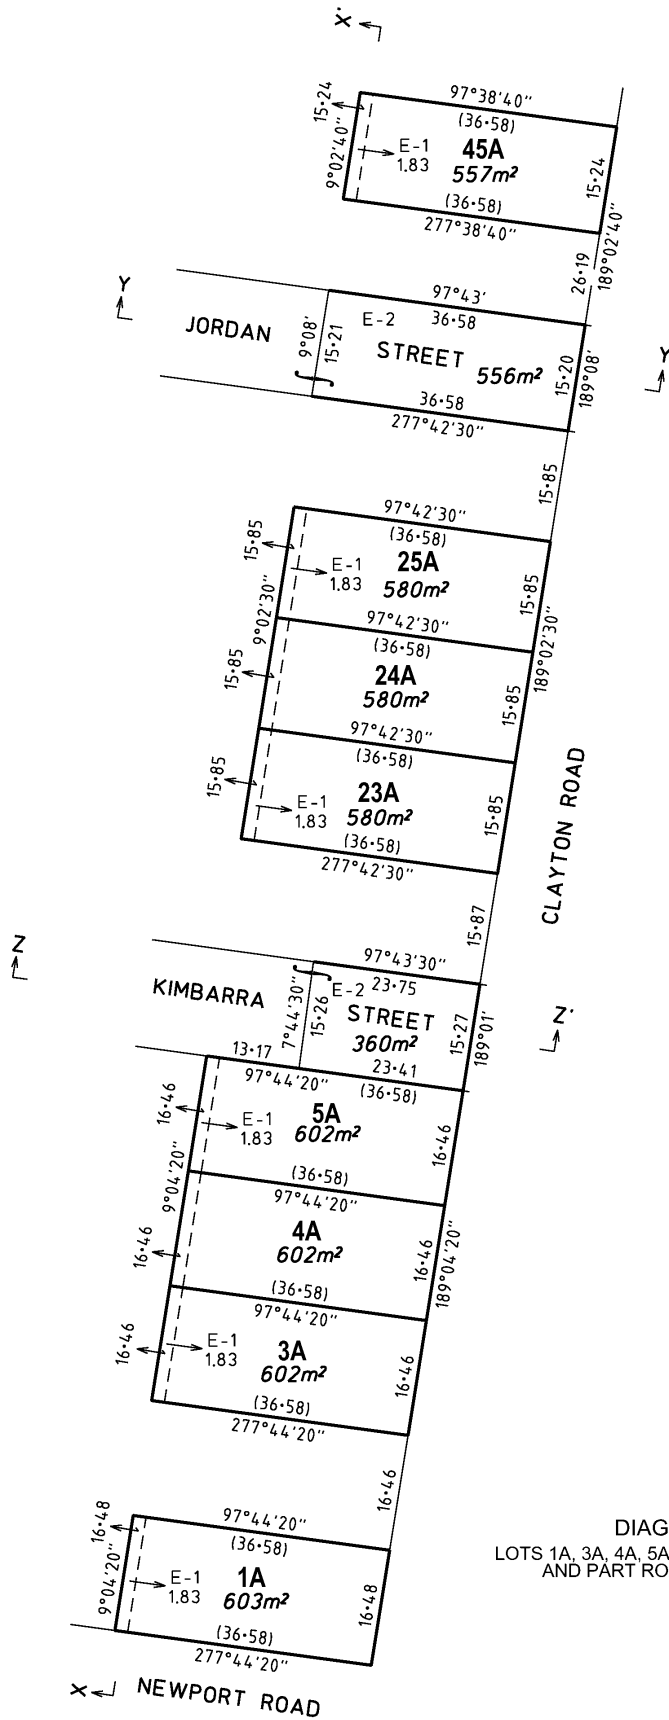 X'
97°38'40"
(36·58)
15·24
E-1
1.83
45A
557m²
9°02'40"
15·24
(36·58)
277°38'40"
189°02'40"
26·19
Y
97°43'
E-2
36·58
JORDAN
STREET
9°08'
15·21
556m²
15·20
189°08'
Y
36·58
277°42'30"
15·85
97°42'30"
(36·58)
15·85
E-1
1.83
25A
580m²
15·85
9°02'30"
97°42'30"
(36·58)
189°02'30"
15·85
24A
580m²
15·85
97°42'30"
(36·58)
15·85
E-1
1.83
23A
580m²
15·85
(36·58)
277°42'30"
CLAYTON ROAD
15·87
Z
97°43'30"
KIMBARRA
E-2
23·75
STREET
7°44'30"
15·26
360m²
15·27
189°01'
Z'
13·17
23·41
97°44'20"
(36·58)
16·46
E-1
1.83
5A
602m²
16·46
9°04'20"
(36·58)
97°44'20"
4A
602m²
16·46
16·46
189°04'20"
(36·58)
97°44'20"
16·46
E-1
1.83
3A
602m²
16·46
(36·58)
277°44'20"
16·46
97°44'20"
(36·58)
16·48
E-1
1.83
1A
603m²
9°04'20"
16·48
(36·58)
277°44'20"
DIAG
LOTS 1A, 3A, 4A, 5A
AND PART RO
X
NEWPORT ROAD